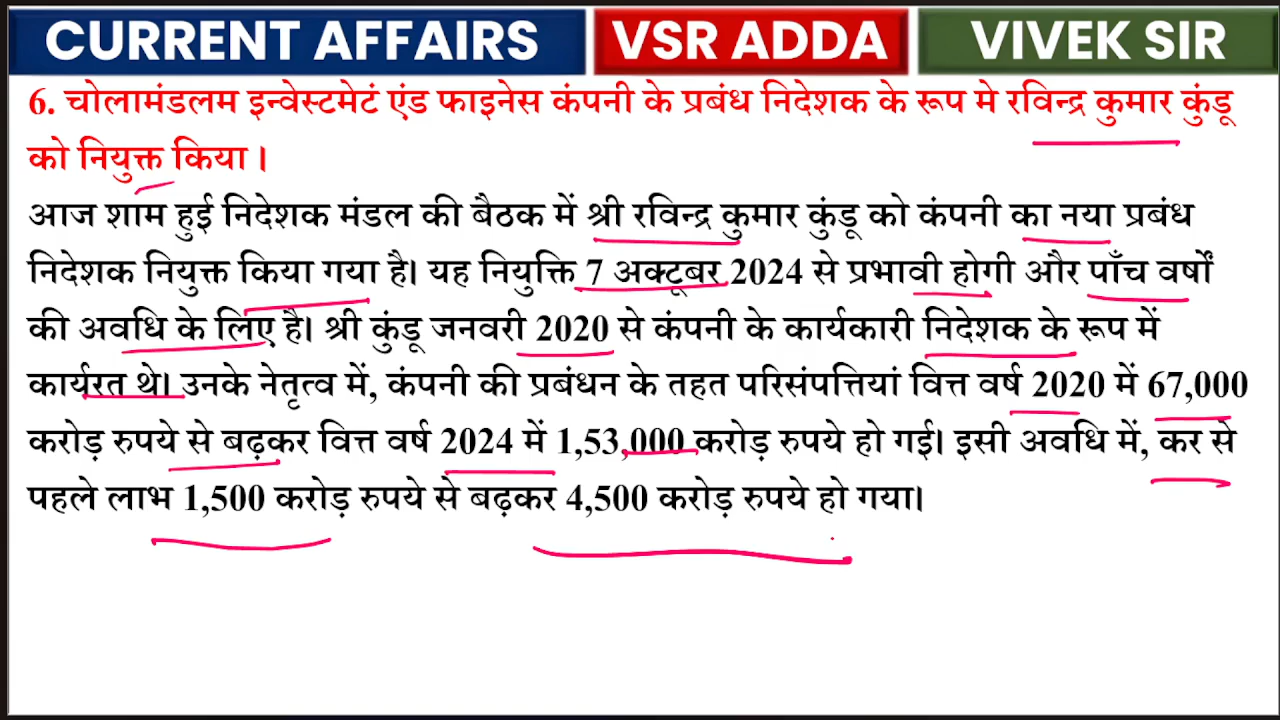 CURRENT AFFAIRS VSR ADDA VIVEK SIR
6. चोलामंडलम इन्वेस्टमेटं एंड फाइनेस कंपनी के प्रबंध निदेशक के रूप मे रविन्द्र कुमार कुंडू
को नियुक्त किया ।
आज शाम हुई निदेशक मंडल की बैठक में श्री रविन्द्र कुमार कुंडू को कंपनी का नया प्रबंध
निदेशक नियुक्त किया गया है। यह नियुक्ति 7 अक्टूबर 2024 से प्रभावी होगी और पाँच वर्षों
की अवधि के लिए है। श्री कुंडू जनवरी 2020 से कंपनी के कार्यकारी निदेशक के रूप में
कार्यरत थे। उनके नेतृत्व में, कंपनी की प्रबंधन के तहत परिसंपत्तियां वित्त वर्ष 2020 में 67,000
करोड़ रुपये से बढ़कर वित्त वर्ष 2024 में 1,53,000 करोड़ रुपये हो गई। इसी अवधि में, कर से
पहले लाभ 1,500 करोड़ रुपये से बढ़कर 4,500 करोड़ रुपये हो गया।